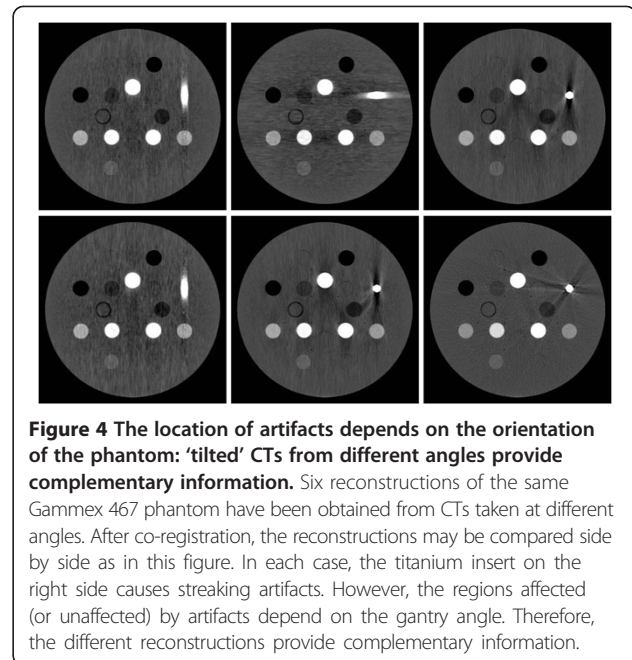 Figure 4 The location of artifacts depends on the orientation
of the phantom: ‘tilted’ CTs from different angles provide
complementary information. Six reconstructions of the same
Gammex 467 phantom have been obtained from CTs taken at different
angles. After co-registration, the reconstructions may be compared side
by side as in this figure. In each case, the titanium insert on the
right side causes streaking artifacts. However, the regions affected
(or unaffected) by artifacts depend on the gantry angle. Therefore,
the different reconstructions provide complementary information.